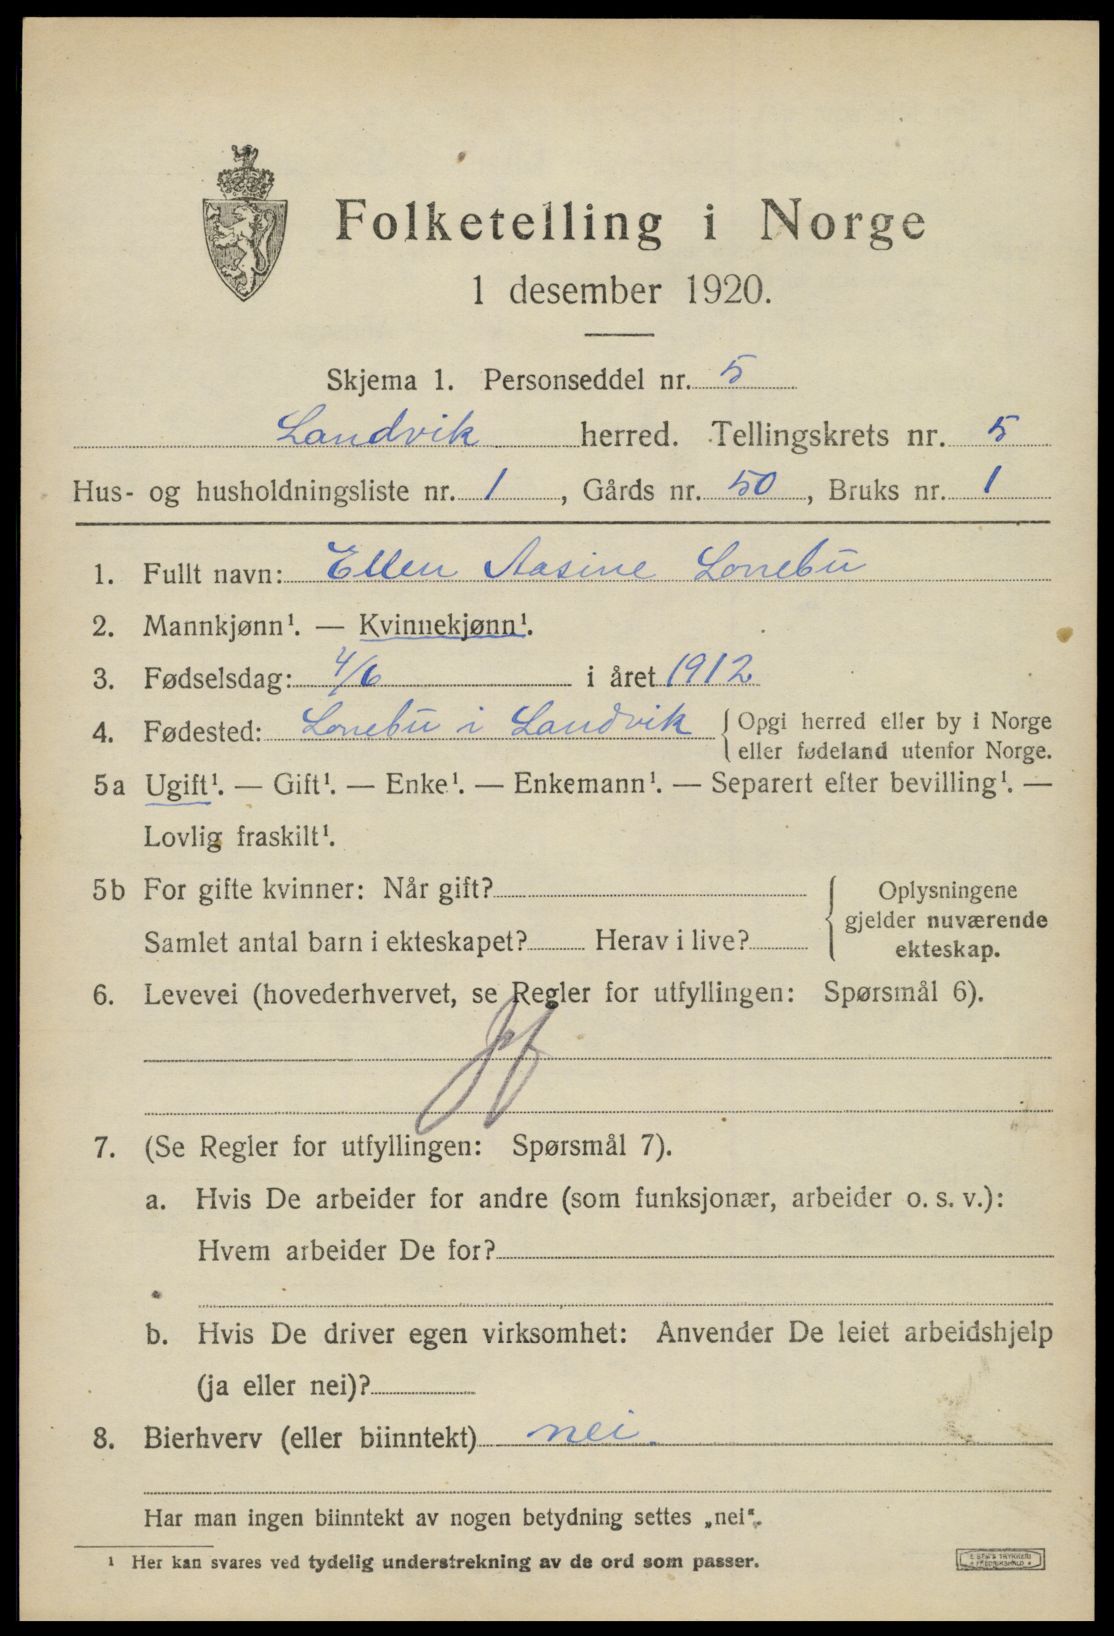 Folketelling i Norge
1 desember 1920.
Skjema 1. Personseddel nr. 5
Landvik herred. Tellingskrets nr. 5
Hus- og husholdningsliste nr. 1, Gårds nr. 50, Bruks nr. 1
1. Fullt navn: Ellen Aasine Lonebu
2. Mannkjønn¹. — Kvinnekjønn¹.
3. Fødselsdag: 4/6 i året 1912
4. Fødested: Lonebu i Landvik { Opgi herred eller by i Norge
eller fødeland utenfor Norge.
5a Ugift¹. — Gift¹. — Enke¹. — Enkemann¹. — Separert efter bevilling¹. —
Lovlig fraskilt¹.
5b For gifte kvinner: Når gift?
Samlet antal barn i ekteskapet? Herav i live?
Oplysningene
gjelder nuværende
ekteskap.
6. Levevei (hovederhvervet, se Regler for utfyllingen: Spørsmål 6).
7. (Se Regler for utfyllingen: Spørsmål 7).
a. Hvis De arbeider for andre (som funksjonær, arbeider o. s. v.):
Hvem arbeider De for?
b. Hvis De driver egen virksomhet: Anvender De leiet arbeidshjelp
(ja eller nei)?
8. Bierhverv (eller biinntekt) nei.
Har man ingen biinntekt av nogen betydning settes „nei“.
¹ Her kan svares ved tydelig understrekning av de ord som passer.